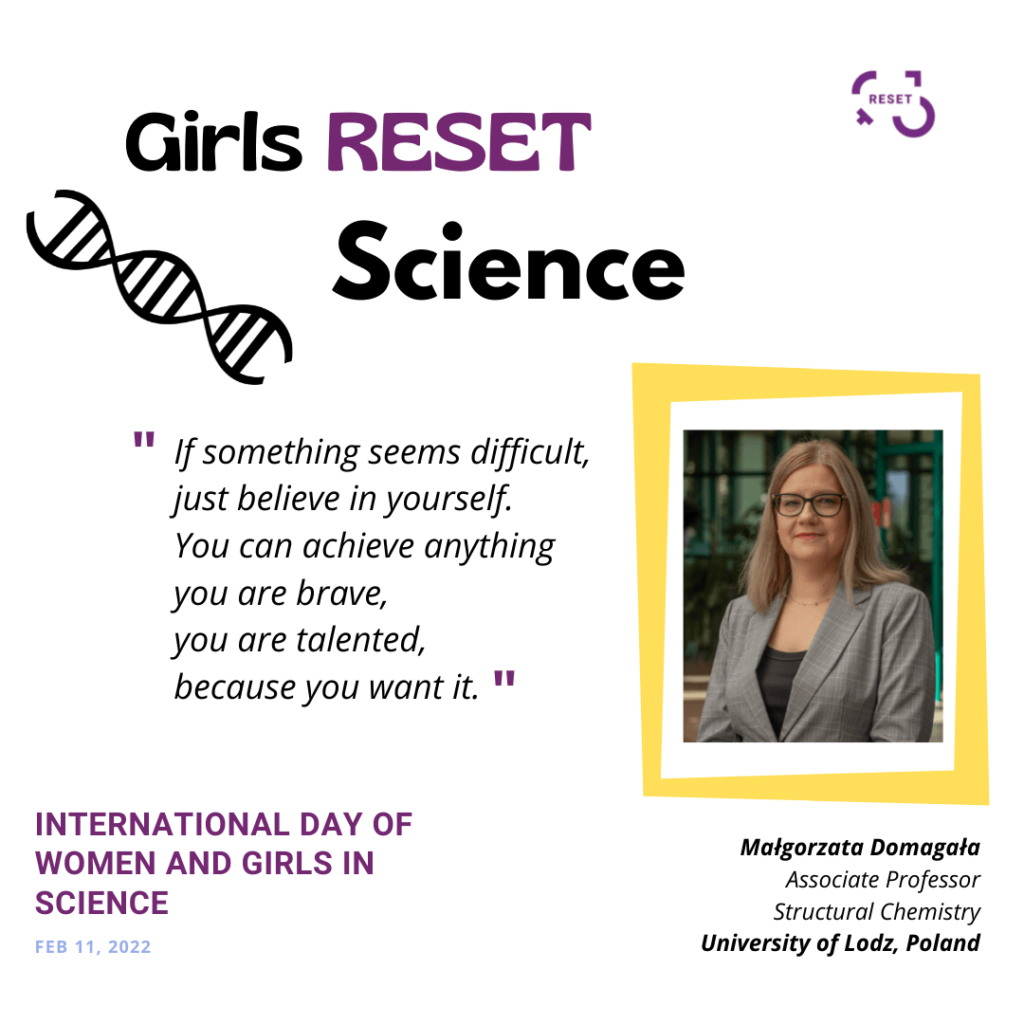 RESET
Girls RESET
Science
" If something seems difficult,
just believe in yourself.
You can achieve anything
you are brave,
you are talented,
because you want it. "
INTERNATIONAL DAY OF
WOMEN AND GIRLS IN
SCIENCE
FEB 11, 2022
Małgorzata Domagała
Associate Professor
Structural Chemistry
University of Lodz, Poland